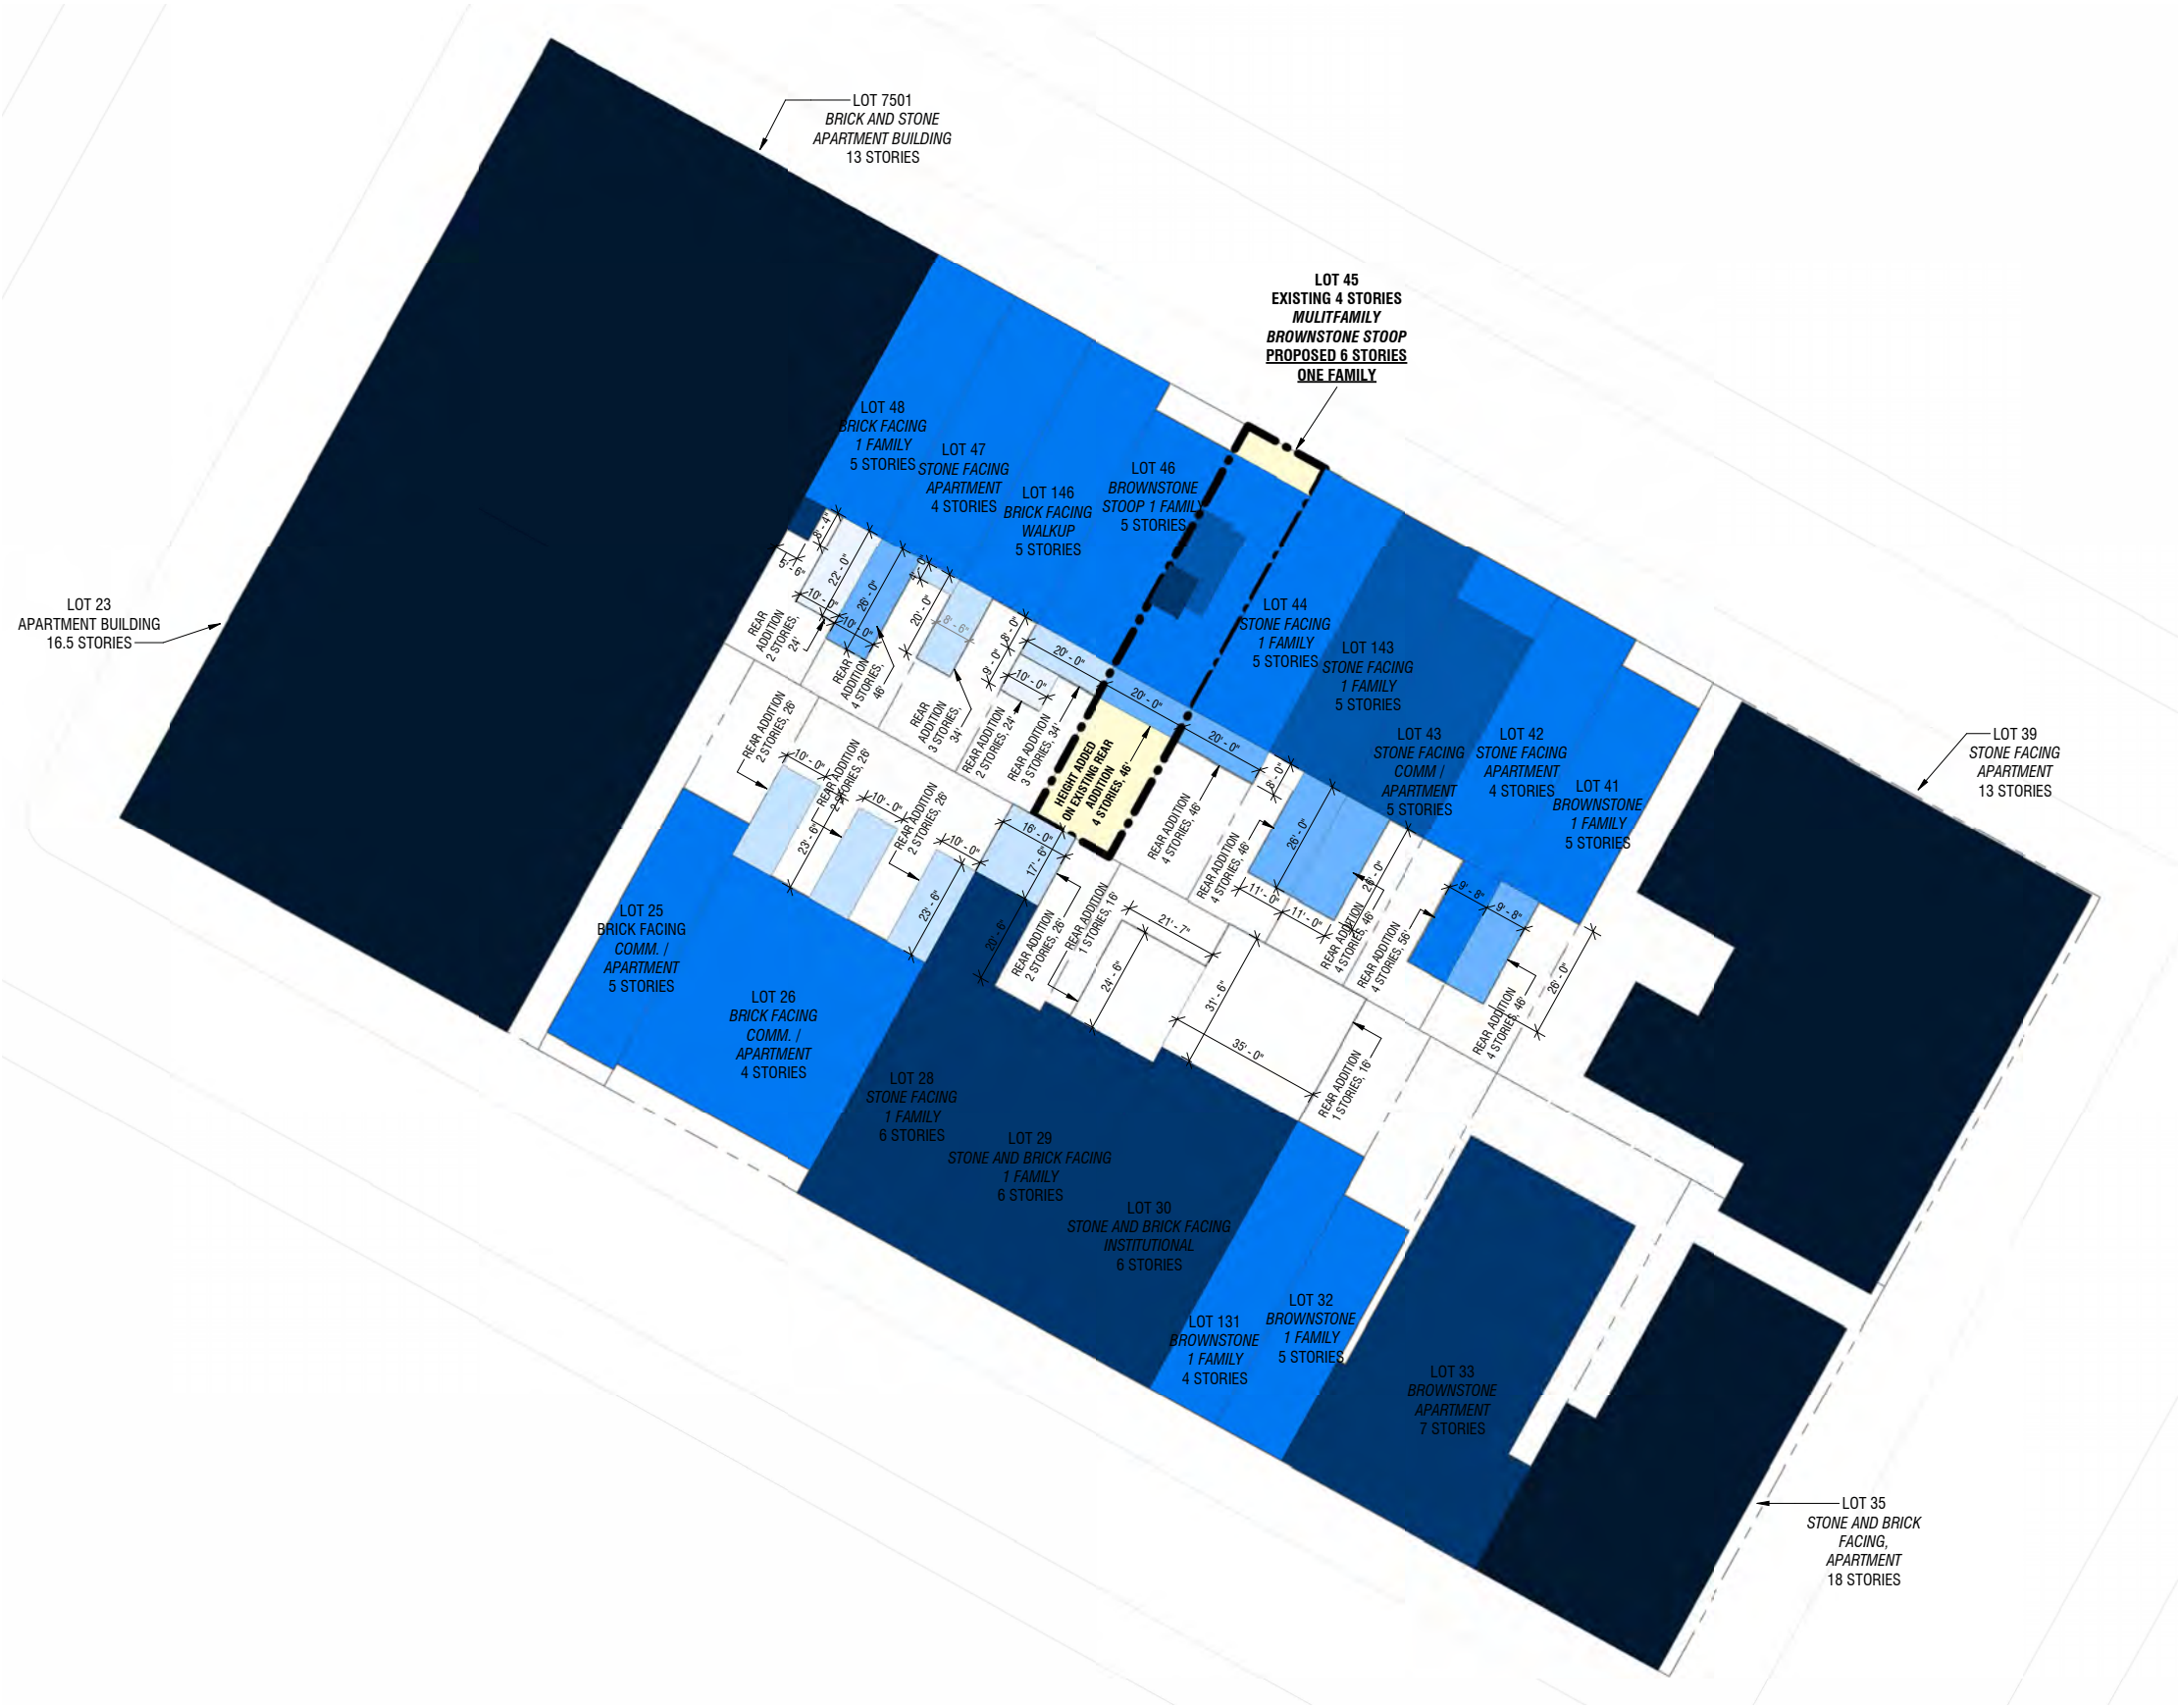 LOT 7501
BRICK AND STONE
APARTMENT BUILDING
13 STORIES
LOT 45
EXISTING 4 STORIES
MULITFAMILY
BROWNSTONE STOOP
PROPOSED 6 STORIES
ONE FAMILY
LOT 23
APARTMENT BUILDING
16.5 STORIES
LOT 48
BRICK FACING
1 FAMILY
5 STORIES
LOT 47
STONE FACING
APARTMENT
4 STORIES
LOT 146
BRICK FACING
WALKUP
5 STORIES
LOT 46
BROWNSTONE
STOOP 1 FAMILY
5 STORIES
LOT 44
STONE FACING
1 FAMILY
5 STORIES
LOT 143
STONE FACING
1 FAMILY
5 STORIES
LOT 43
STONE FACING
COMM /
APARTMENT
5 STORIES
LOT 42
STONE FACING
APARTMENT
4 STORIES
LOT 41
BROWNSTONE
1 FAMILY
5 STORIES
LOT 39
STONE FACING
APARTMENT
13 STORIES
8' - 4"
5' - 6"
22' - 0"
10' - 0"
26' - 0"
10' - 0"
4' - 0"
20' - 0"
8' - 6"
8' - 0"
9' - 0"
20' - 0"
10' - 0"
20' - 0"
20' - 0"
8' - 0"
REAR
ADDITION
2 STORIES,
24'
REAR
ADDITION
4 STORIES,
46'
REAR
ADDITION
3 STORIES,
34'
REAR ADDITION
2 STORIES, 24'
REAR ADDITION
3 STORIES, 34'
HEIGHT ADDED
ON EXISTING REAR
ADDITION
4 STORIES, 46'
REAR ADDITION
4 STORIES, 46'
REAR ADDITION
4 STORIES, 46'
26' - 0"
11' - 0"
11' - 0"
26' - 0"
REAR ADDITION
4 STORIES, 46'
REAR ADDITION
4 STORIES, 56'
9' - 8"
9' - 8"
26' - 0"
REAR ADDITION
4 STORIES, 46'
REAR ADDITION
2 STORIES, 26'
10' - 0"
REAR ADDITION
2 STORIES, 26'
23' - 6"
10' - 0"
REAR ADDITION
2 STORIES, 26'
10' - 0"
23' - 6"
16' - 0"
17' - 6"
20' - 6"
REAR ADDITION
2 STORIES, 26'
REAR ADDITION
1 STORIES, 16'
21' - 7"
24' - 6"
31' - 6"
35' - 0"
REAR ADDITION
1 STORIES, 16'
LOT 25
BRICK FACING
COMM. /
APARTMENT
5 STORIES
LOT 26
BRICK FACING
COMM. /
APARTMENT
4 STORIES
LOT 28
STONE FACING
1 FAMILY
6 STORIES
LOT 29
STONE AND BRICK FACING
1 FAMILY
6 STORIES
LOT 30
STONE AND BRICK FACING
INSTITUTIONAL
6 STORIES
LOT 131
BROWNSTONE
1 FAMILY
4 STORIES
LOT 32
BROWNSTONE
1 FAMILY
5 STORIES
LOT 33
BROWNSTONE
APARTMENT
7 STORIES
LOT 35
STONE AND BRICK
FACING,
APARTMENT
18 STORIES